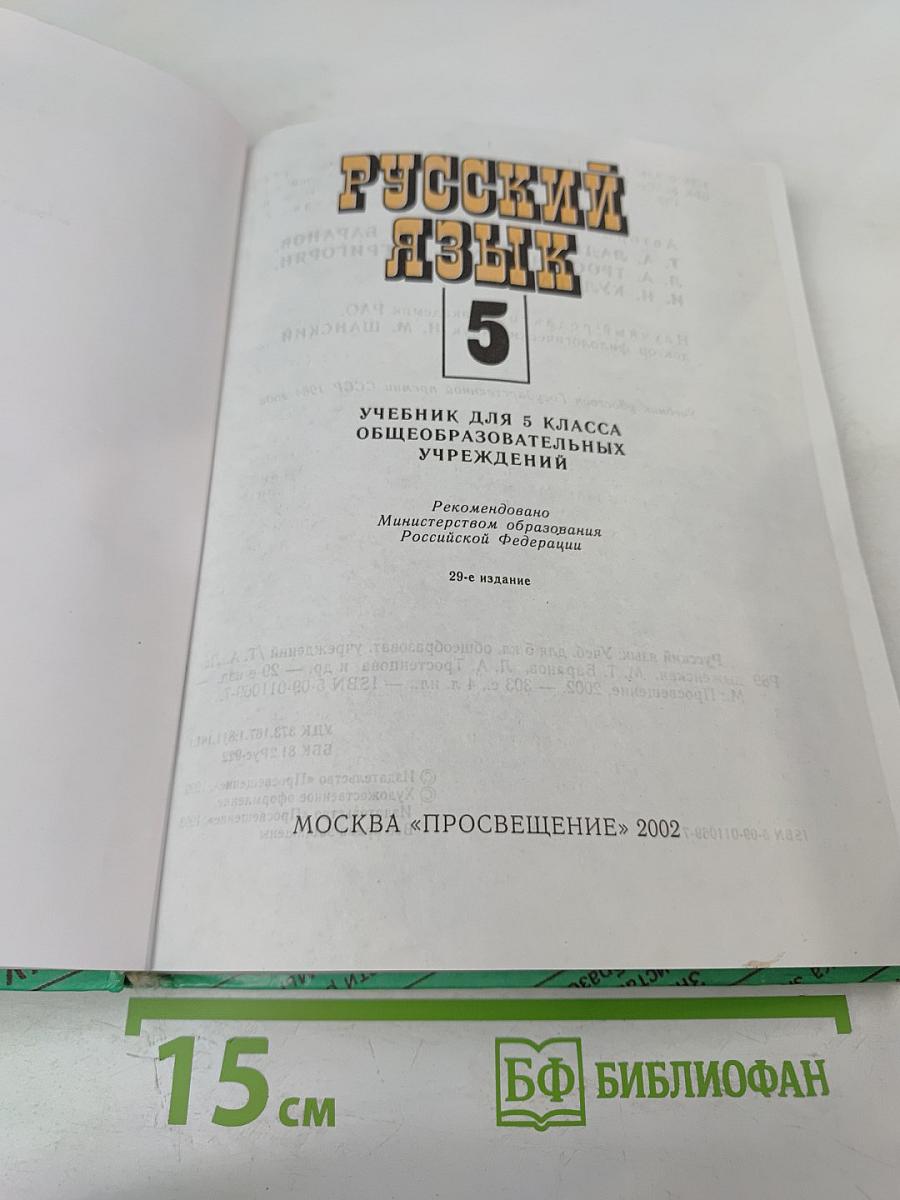 РУССКИЙ
ЯЗЫК
5
УЧЕБНИК ДЛЯ 5 КЛАССА
ОБЩЕОБРАЗОВАТЕЛЬНЫХ
УЧРЕЖДЕНИЙ
Рекомендовано
Министерством образования
Российской Федерации
29-е издание
МОСКВА «ПРОСВЕЩЕНИЕ» 2002
15 см
БФ БИБЛИОФАН